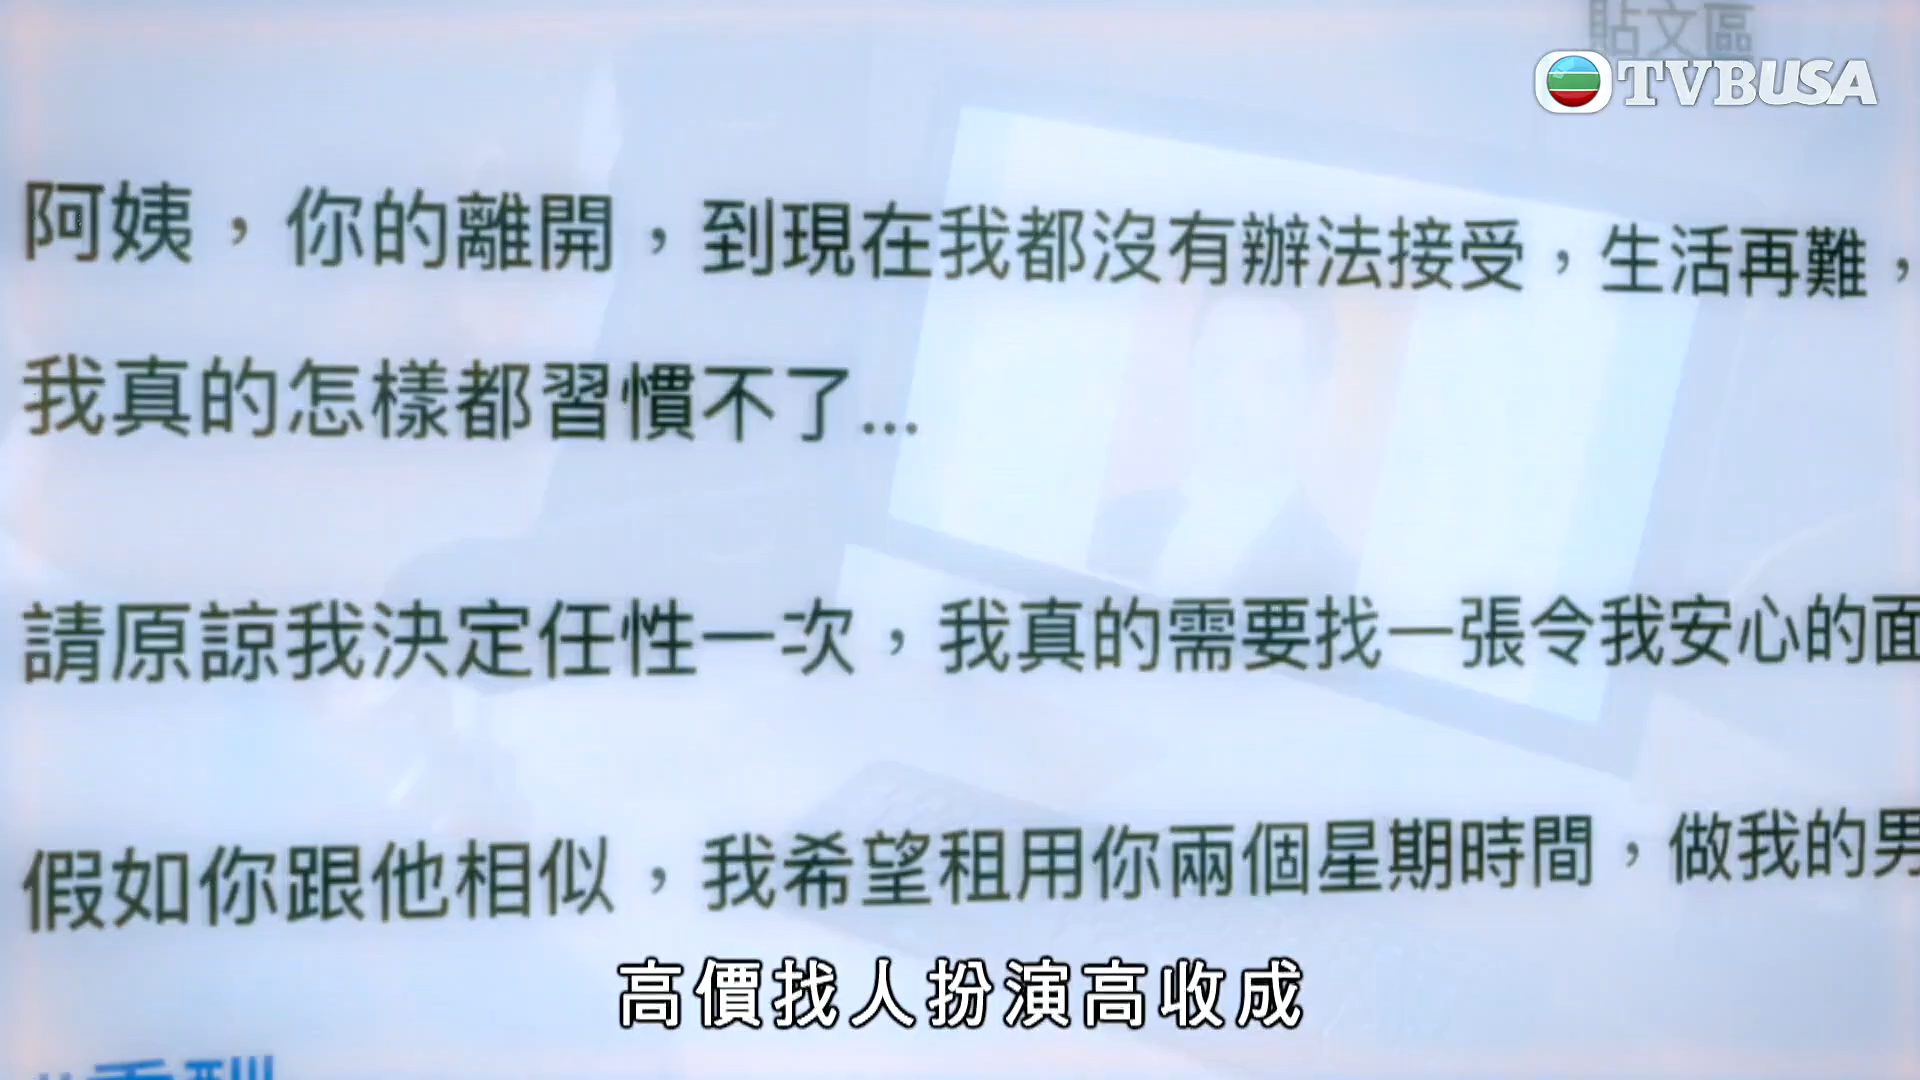 貼文區
TVBUSA
阿姨，你的離開，到現在我都沒有辦法接受，生活再難，
我真的怎樣都習慣不了...
請原諒我決定任性一次，我真的需要找一張令我安心的面
假如你跟他相似，我希望租用你兩個星期時間，做我的男
高價找人扮演高收成